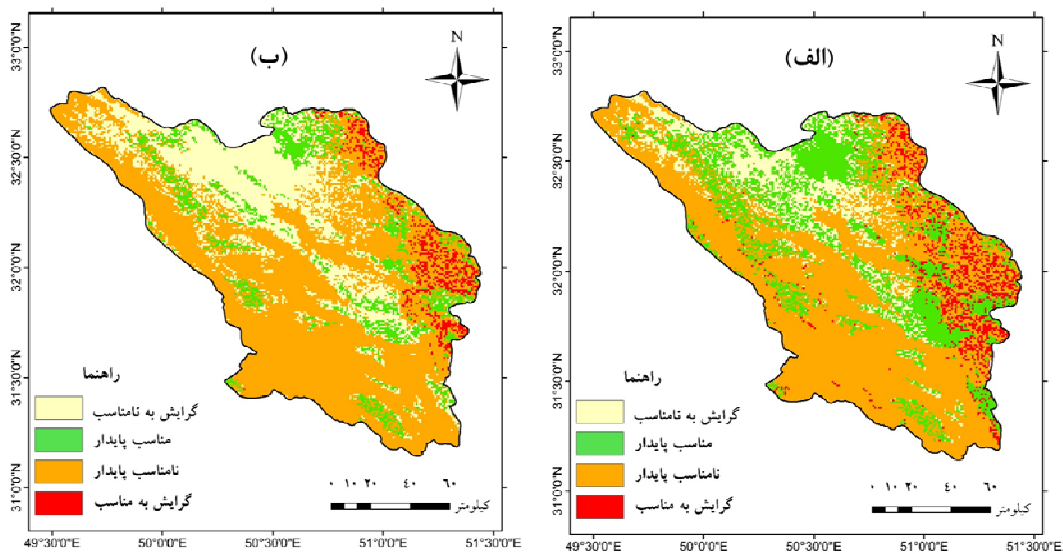 (الف)
N
33°0'0"N
32°30'0"N
32°0'0"N
31°30'0"N
31°0'0"N
راهنما
گرایش به نامناسب
مناسب پایدار
نامناسب پایدار
گرایش به مناسب
۰ ۱۰ ۲۰ ۴۰ ۶۰
کیلومتر
49°30'0"E 50°0'0"E 50°30'0"E 51°0'0"E 51°30'0"E
(ب)
N
33°0'0"N
32°30'0"N
32°0'0"N
31°30'0"N
31°0'0"N
راهنما
گرایش به نامناسب
مناسب پایدار
نامناسب پایدار
گرایش به مناسب
۰ ۱۰ ۲۰ ۴۰ ۶۰
کیلومتر
49°30'0"E 50°0'0"E 50°30'0"E 51°0'0"E 51°30'0"E